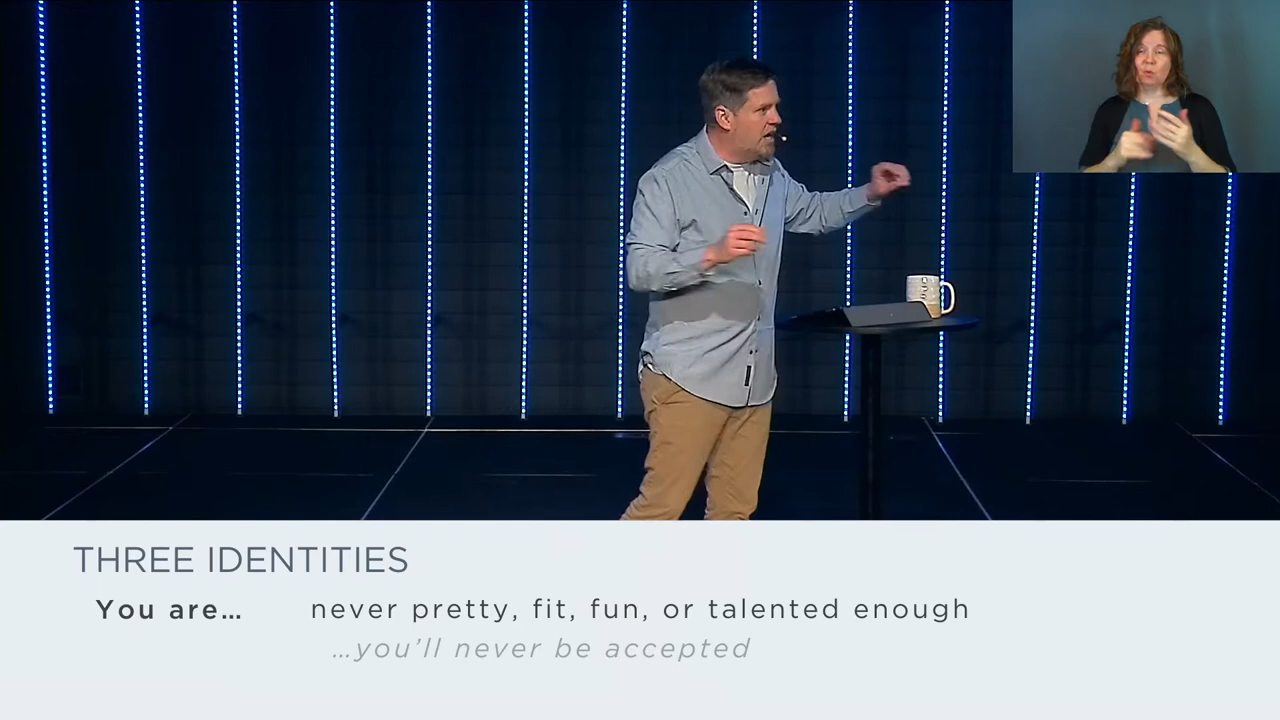 THREE IDENTITIES
You are… never pretty, fit, fun, or talented enough
…you'll never be accepted